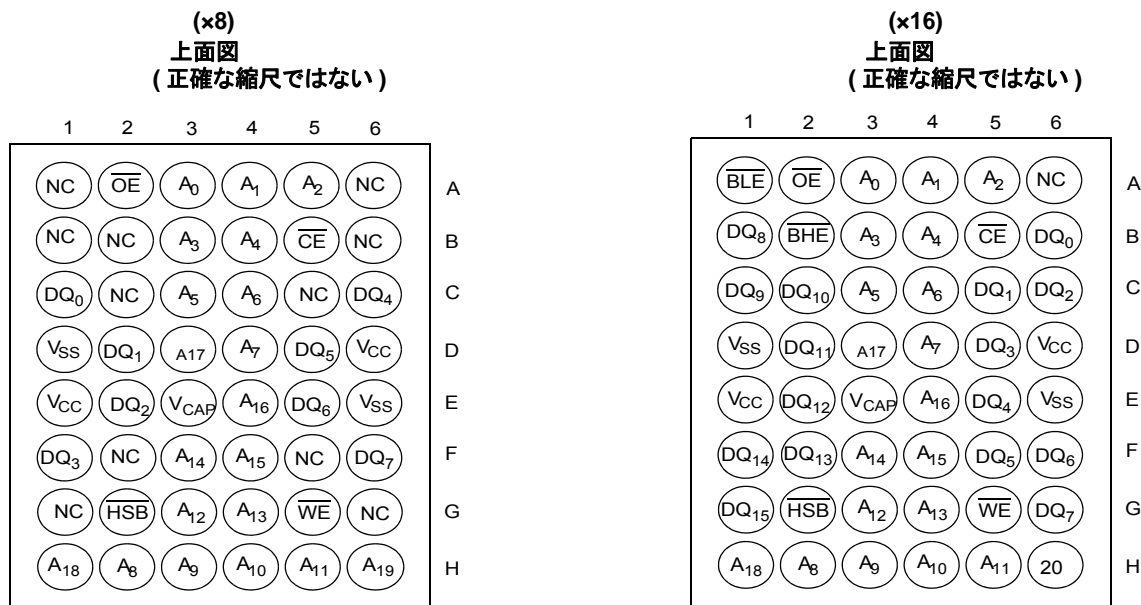 (×8)
上面図
( 正確な縮尺ではない )
1 2 3 4 5 6
NC OE A0 A1 A2 NC A
NC NC A3 A4 CE NC B
DQ0 NC A5 A6 NC DQ4 C
VSS DQ1 A17 A7 DQ5 VCC D
VCC DQ2 VCAP A16 DQ6 VSS E
DQ3 NC A14 A15 NC DQ7 F
NC HSB A12 A13 WE NC G
A18 A8 A9 A10 A11 A19 H
(×16)
上面図
( 正確な縮尺ではない )
1 2 3 4 5 6
BLE OE A0 A1 A2 NC A
DQ8 BHE A3 A4 CE DQ0 B
DQ9 DQ10 A5 A6 DQ1 DQ2 C
VSS DQ11 A17 A7 DQ3 VCC D
VCC DQ12 VCAP A16 DQ4 VSS E
DQ14 DQ13 A14 A15 DQ5 DQ6 F
DQ15 HSB A12 A13 WE DQ7 G
A18 A8 A9 A10 A11 20 H